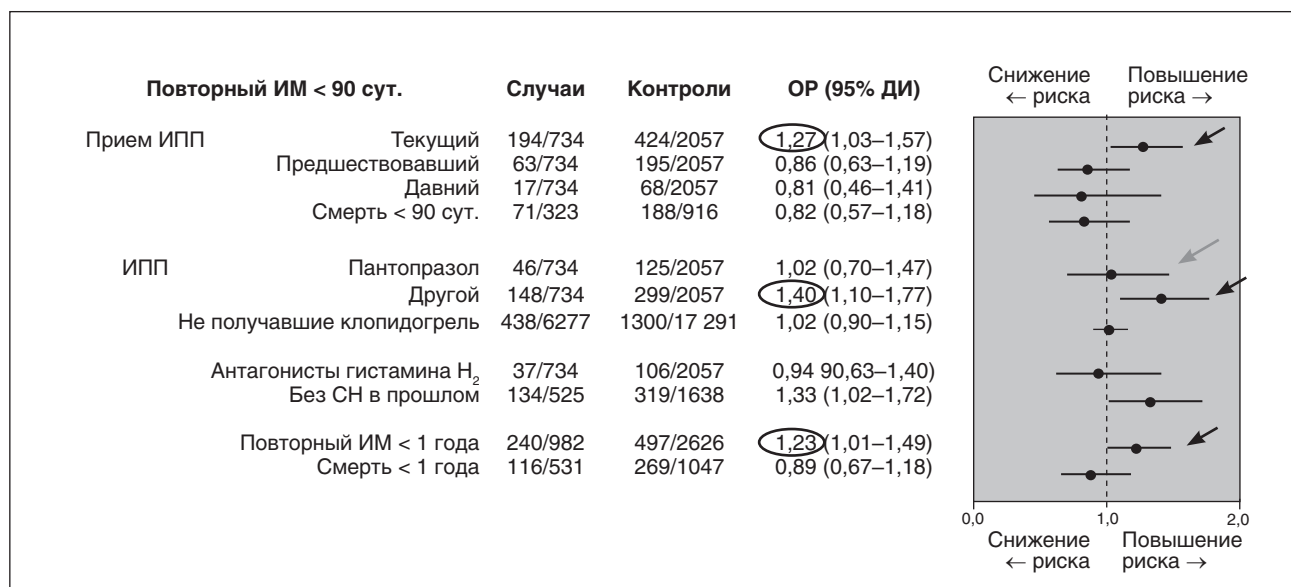 Снижение Повышение
← риска риска →
Повторный ИМ < 90 сут. Случаи Контроли ОР (95% ДИ)
Прием ИПП Текущий 194/734 424/2057 1,27 (1,03–1,57)
Предшествовавший 63/734 195/2057 0,86 (0,63–1,19)
Давний 17/734 68/2057 0,81 (0,46–1,41)
Смерть < 90 сут. 71/323 188/916 0,82 (0,57–1,18)
ИПП Пантопразол 46/734 125/2057 1,02 (0,70–1,47)
Другой 148/734 299/2057 1,40 (1,10–1,77)
Не получавшие клопидогрель 438/6277 1300/17 291 1,02 (0,90–1,15)
Антагонисты гистамина H₂ 37/734 106/2057 0,94 90,63–1,40)
Без СН в прошлом 134/525 319/1638 1,33 (1,02–1,72)
Повторный ИМ < 1 года 240/982 497/2626 1,23 (1,01–1,49)
Смерть < 1 года 116/531 269/1047 0,89 (0,67–1,18)
0,0 1,0 2,0
Снижение Повышение
← риска риска →